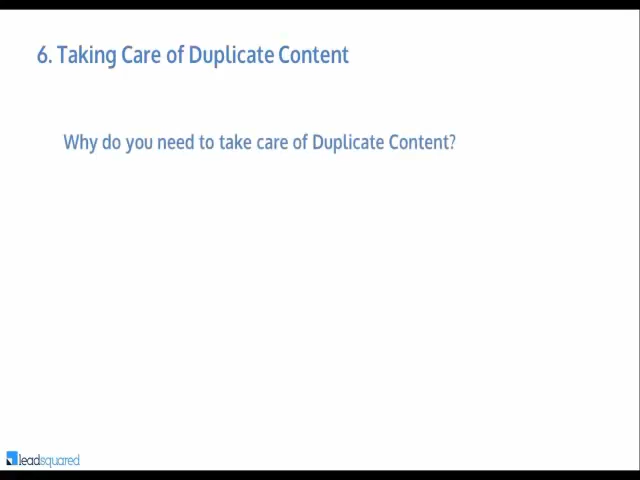 6. Taking Care of Duplicate Content
Why do you need to take care of Duplicate Content?
leadsquared